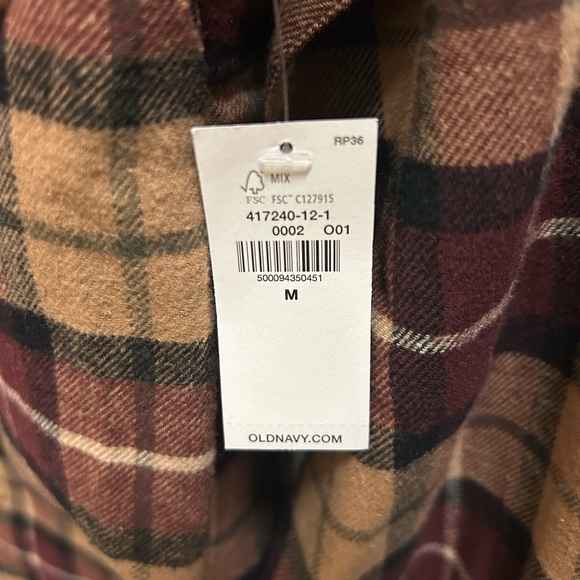 RP36
MIX
FSC FSC™ C127915
417240-12-1
0002 O01
500094350451
M
OLDNAVY.COM